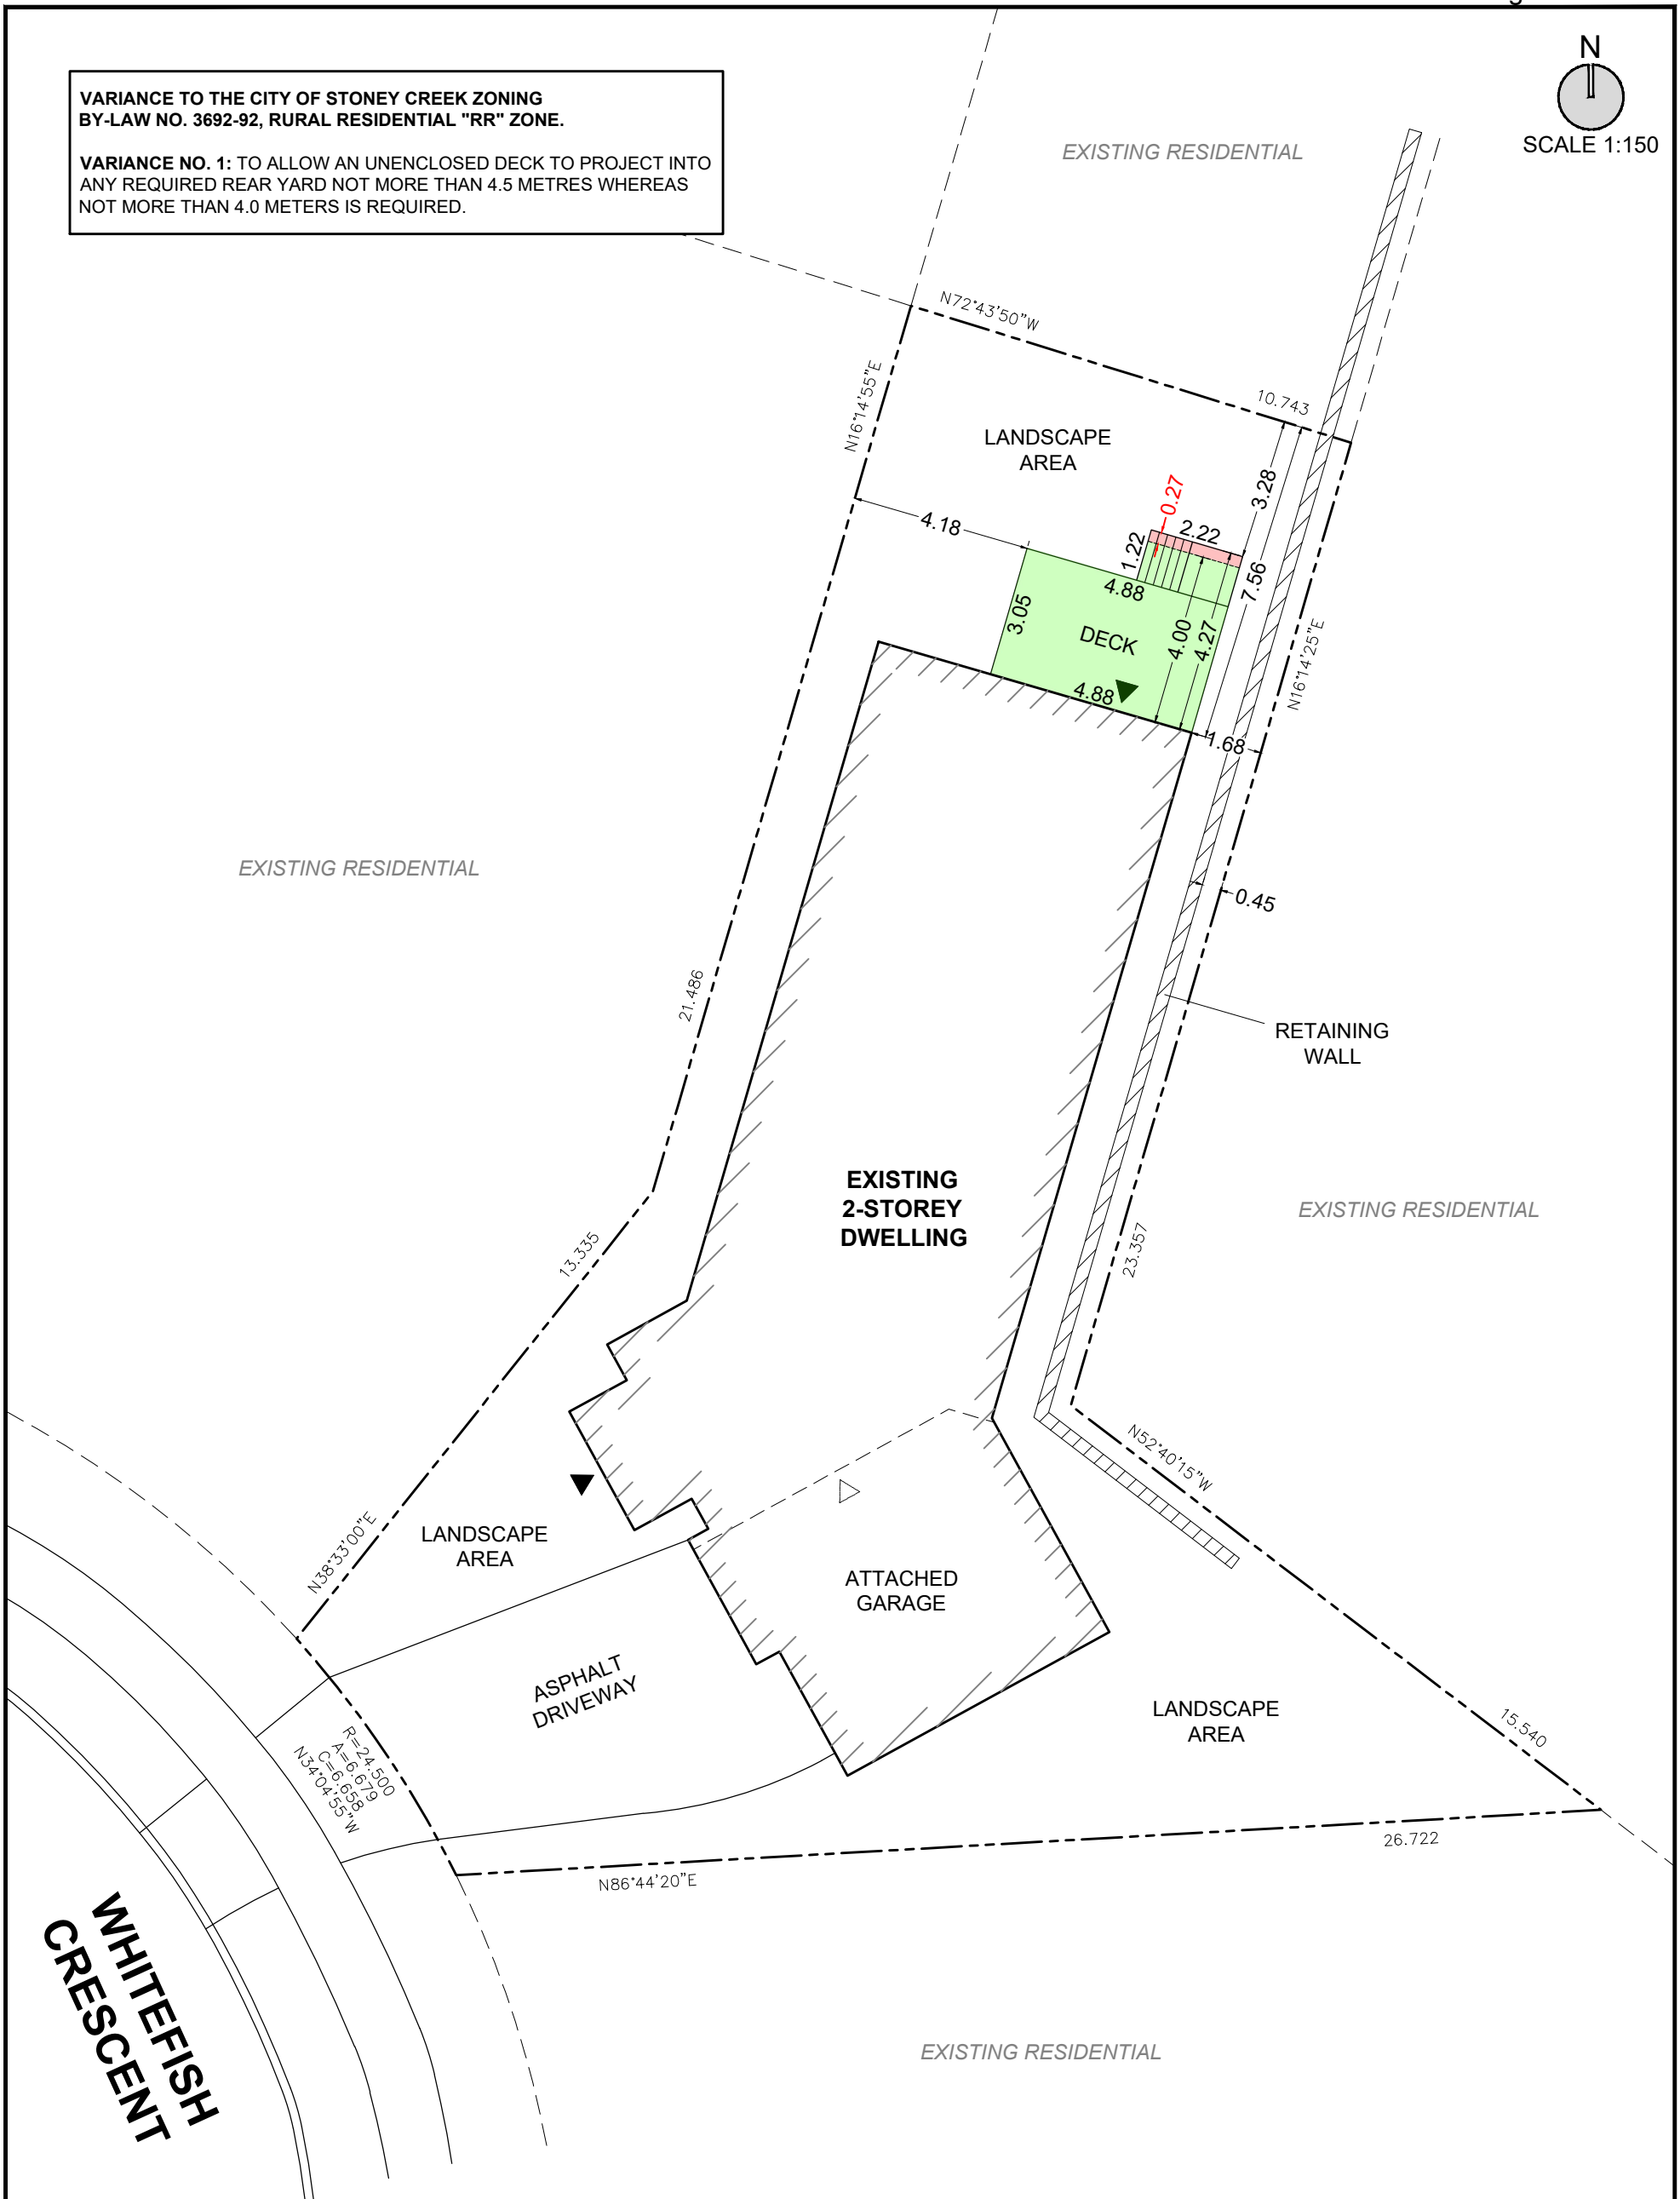 N
SCALE 1:150
VARIANCE TO THE CITY OF STONEY CREEK ZONING
BY-LAW NO. 3692-92, RURAL RESIDENTIAL "RR" ZONE.
VARIANCE NO. 1: TO ALLOW AN UNENCLOSED DECK TO PROJECT INTO
ANY REQUIRED REAR YARD NOT MORE THAN 4.5 METRES WHEREAS
NOT MORE THAN 4.0 METERS IS REQUIRED.
EXISTING RESIDENTIAL
N72°43'50"W
10.743
N16°14'55"E
LANDSCAPE
AREA
3.28
0.27
2.22
4.18
1.22
7.56
4.88
3.05
DECK
4.00
4.27
N16°14'25"E
4.88
1.68
EXISTING RESIDENTIAL
0.45
21.486
RETAINING
WALL
EXISTING
2-STOREY
DWELLING
EXISTING RESIDENTIAL
13.335
23.357
N52°40'15"W
N38°33'00"E
LANDSCAPE
AREA
ATTACHED
GARAGE
ASPHALT
DRIVEWAY
LANDSCAPE
AREA
15.540
R=24.500
A=6.679
C=6.658
N34°04'55"W
26.722
N86°44'20"E
WHITEFISH
CRESCENT
EXISTING RESIDENTIAL